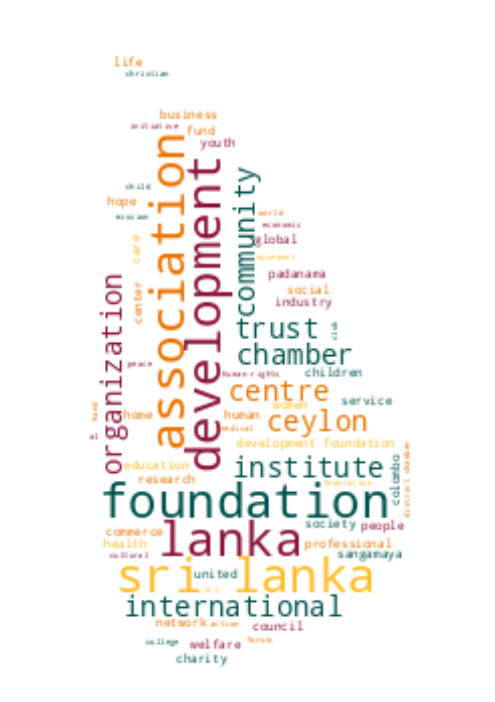 life
christian
business
initiative
fund
youth
association
development
community
child
hope
mission
world
economic
global
care
movement
padanama
social
industry
center
organization
trust
club
chamber
peace
human rights
children
centre
service
women
hand
home
human
ceylon
medical
development foundation
district chamber
education
institute
colombo
research
federation
foundation
society
people
commerce
lanka
professional
health
cultural
sangamaya
sri lanka
united
international
network
action
council
college
welfare
forum
charity